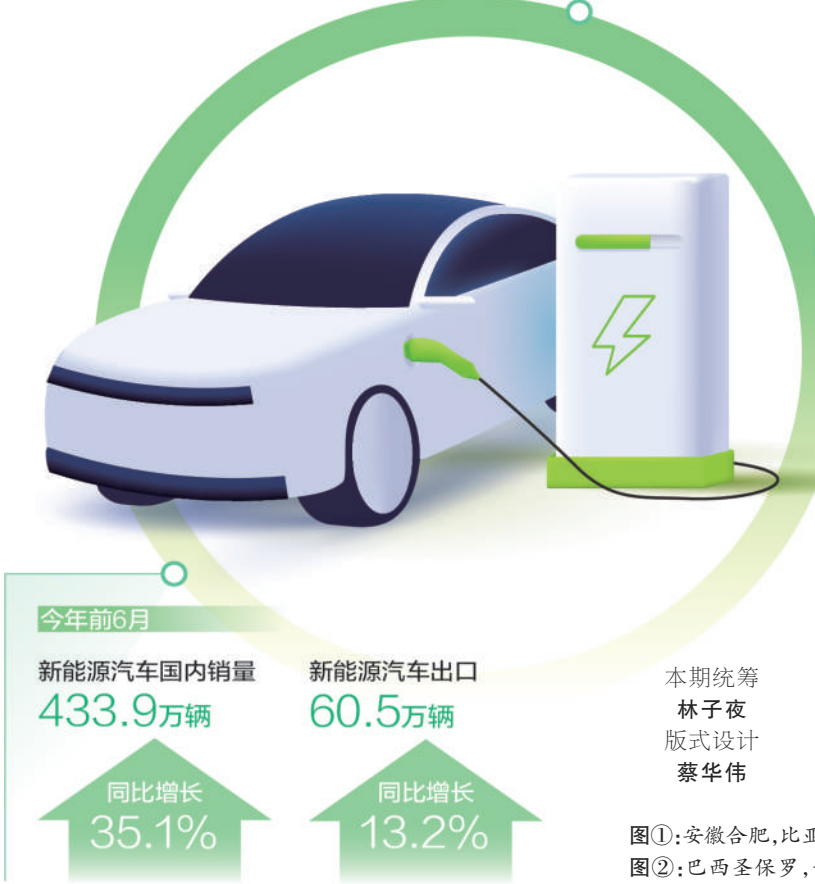 今年前6月
新能源汽车国内销量
433.9万辆
同比增长
35.1%
新能源汽车出口
60.5万辆
同比增长
13.2%
本期统筹
林子夜
版式设计
蔡华伟
图①:安徽合肥,比亚
图②:巴西圣保罗,